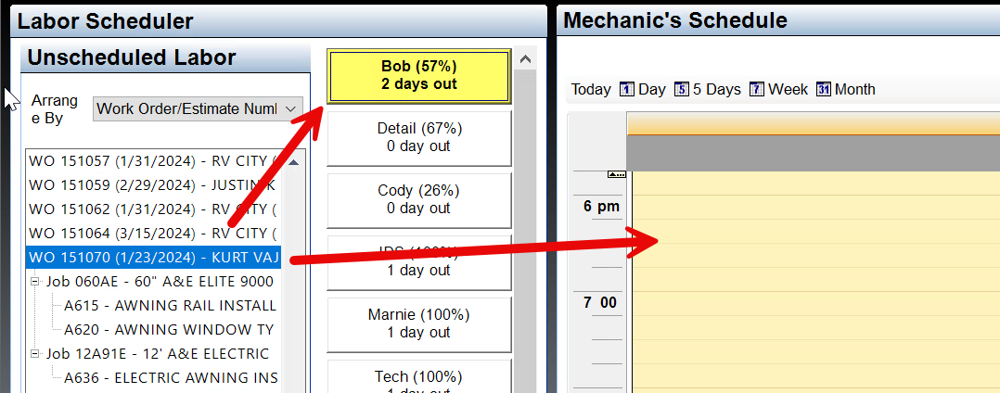 Labor Scheduler
Unscheduled Labor
Arrang
e By
Work Order/Estimate Numl
WO 151057 (1/31/2024) - RV CITY (
WO 151059 (2/29/2024) - JUSTIN K
WO 151062 (1/31/2024) - RV CITY (
WO 151064 (3/15/2024) - RV CITY (
WO 151070 (1/23/2024) - KURT VAJ
Job 060AE - 60" A&E ELITE 9000
A615 - AWNING RAIL INSTALL
A620 - AWNING WINDOW TY
Job 12A91E - 12' A&E ELECTRIC
A636 - ELECTRIC AWNING INS
Bob (57%)
2 days out
Detail (67%)
0 day out
Cody (26%)
0 day out
(100%)
1 day out
Marnie (100%)
1 day out
Tech (100%)
1 day out
Mechanic's Schedule
Today 1 Day 5 5 Days 7 Week 31 Month
6 pm
7 00